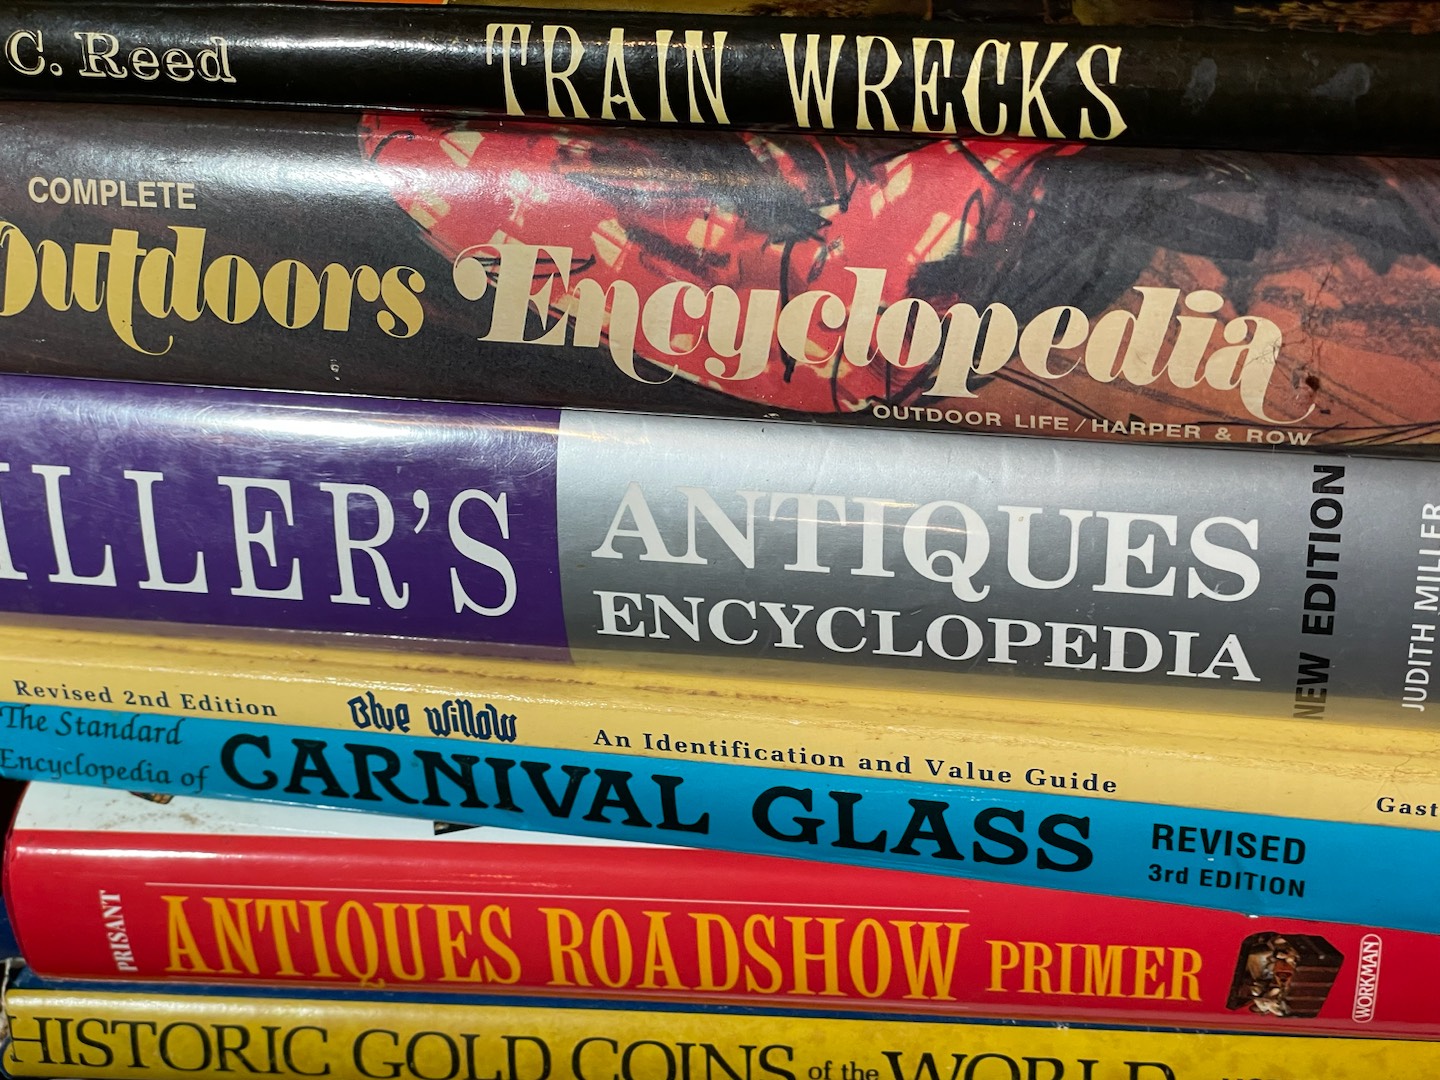 C. Reed TRAIN WRECKS
COMPLETE
Outdoors Encyclopedia
OUTDOOR LIFE / HARPER & ROW
ILLER'S
ANTIQUES
ENCYCLOPEDIA
NEW EDITION
JUDITH MILLER
Revised 2nd Edition Blue Willow An Identification and Value Guide Gast
The Standard
Encyclopedia of
CARNIVAL GLASS
REVISED
3rd EDITION
PRISANT
ANTIQUES ROADSHOW PRIMER
WORKMAN
HISTORIC GOLD COINS of the WORLD